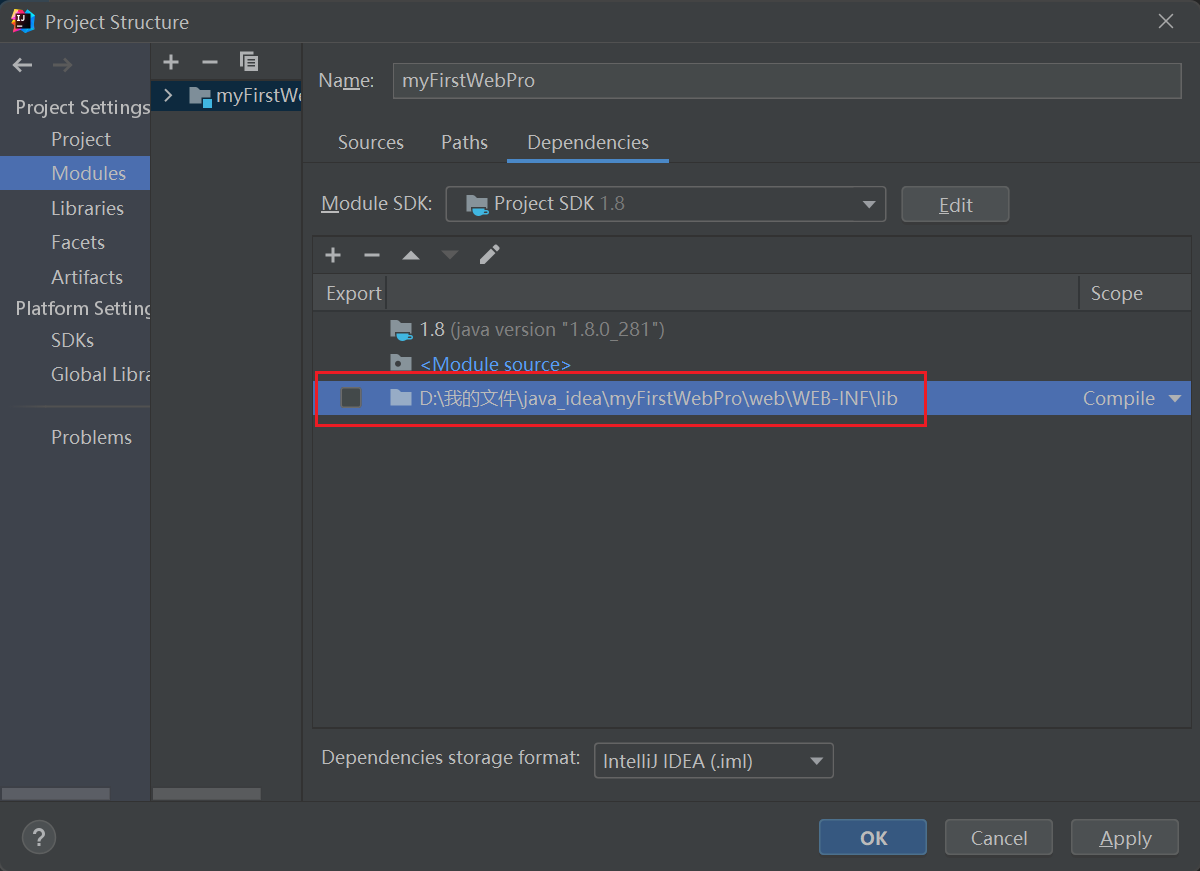 Project Structure
Project Settings
Project
Modules
Libraries
Facets
Artifacts
Platform Setting
SDKs
Global Libra
Problems
myFirstWe
Name: myFirstWebPro
Sources Paths Dependencies
Module SDK: Project SDK 1.8 Edit
Export Scope
1.8 (java version "1.8.0_281")
<Module source>
D:\我的文件\java_idea\myFirstWebPro\web\WEB-INF\lib Compile
Dependencies storage format: IntelliJ IDEA (.iml)
? OK Cancel Apply